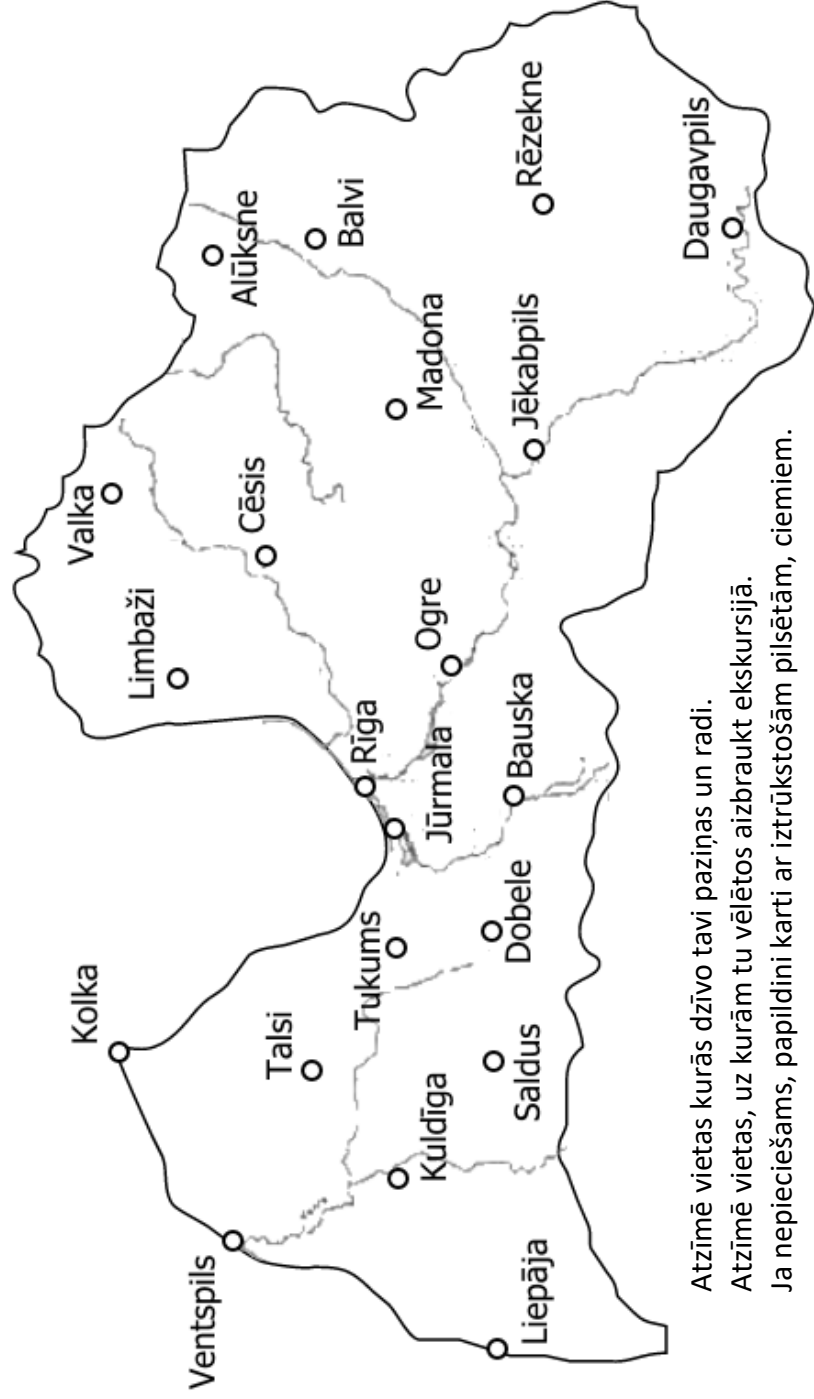 Kolka
Ventspils
Talsi
Tukums
Kuldīga
Saldus
Dobele
Liepāja
Limbaži
Valka
Cēsis
Alūksne
Balvi
Rīga
Jūrmala
Ogre
Madona
Bauska
Jēkabpils
Rēzekne
Daugavpils
Atzīmē vietas kurās dzīvo tavi paziņas un radi.
Atzīmē vietas, uz kurām tu vēlētos aizbraukt ekskursijā.
Ja nepieciešams, papildini karti ar iztrūkstošām pilsētām, ciemiem.